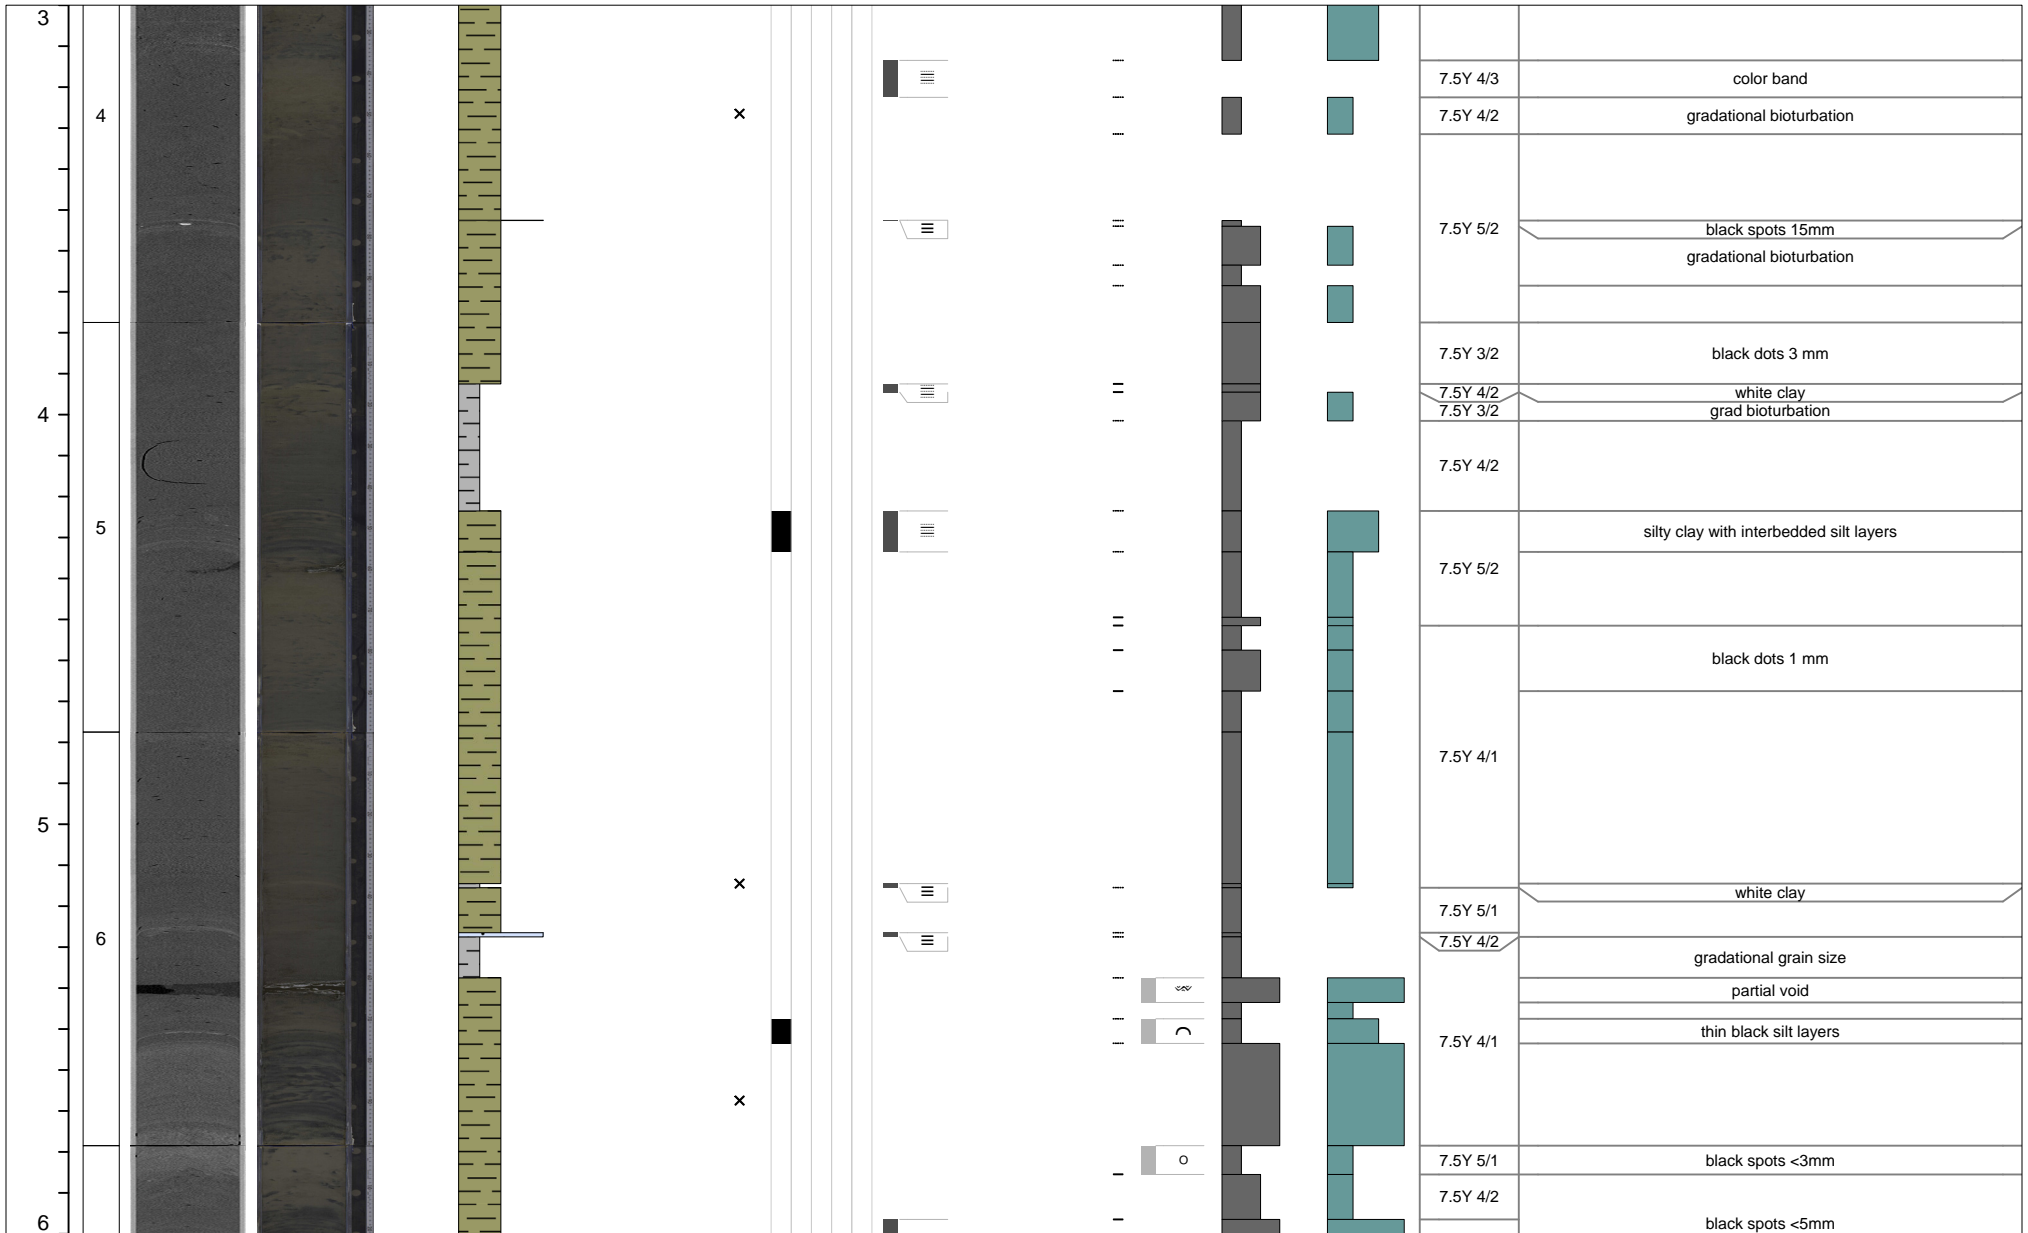 3
7.5Y 4/3 color band
4 7.5Y 4/2 gradational bioturbation
7.5Y 5/2 black spots 15mm
gradational bioturbation
7.5Y 3/2 black dots 3 mm
7.5Y 4/2 white clay
4 7.5Y 3/2 grad bioturbation
7.5Y 4/2
5 silty clay with interbedded silt layers
7.5Y 5/2
black dots 1 mm
7.5Y 4/1
5
white clay
7.5Y 5/1
6 7.5Y 4/2
gradational grain size
partial void
7.5Y 4/1 thin black silt layers
7.5Y 5/1 black spots <3mm
7.5Y 4/2
6 black spots <5mm